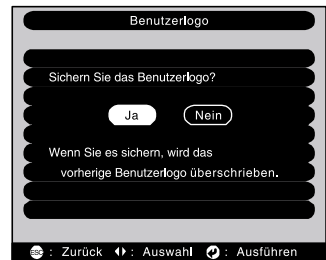 Benutzerlogo
Sichern Sie das Benutzerlogo?
Ja Nein
Wenn Sie es sichern, wird das
vorherige Benutzerlogo überschrieben.
ESC : Zurück : Auswahl : Ausführen